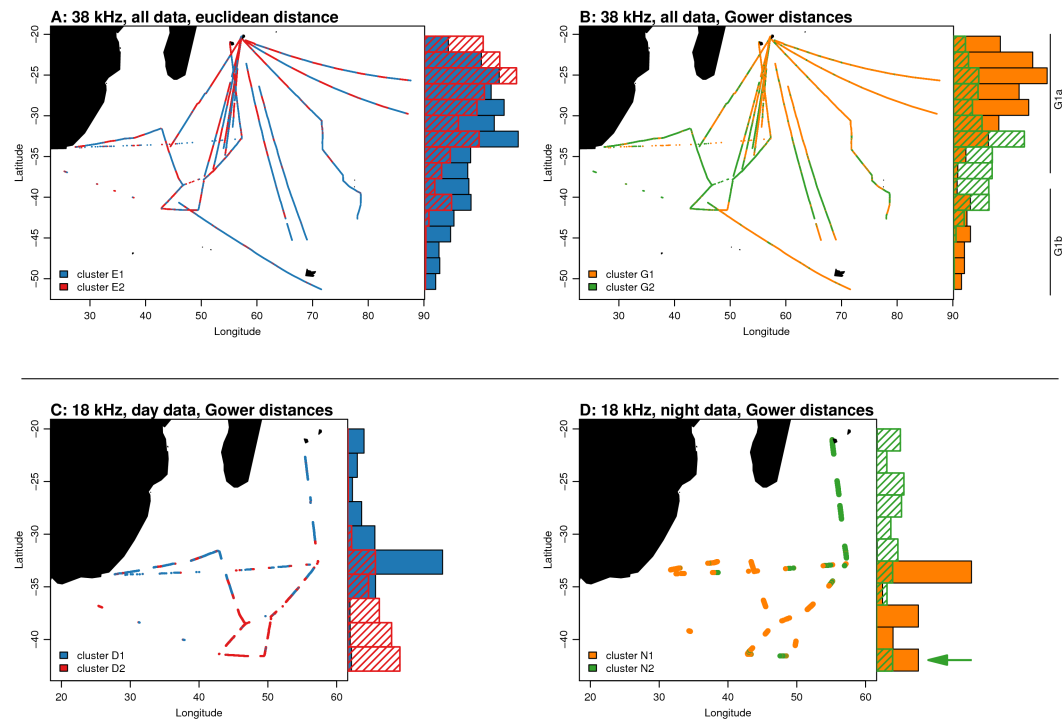 A: 38 kHz, all data, euclidean distance
−20
−25
−30
−35
−40
−45
−50
Latitude
cluster E1
cluster E2
30
40
50
60
70
80
90
Longitude
B: 38 kHz, all data, Gower distances
−20
−25
−30
−35
−40
−45
−50
Latitude
cluster G1
cluster G2
30
40
50
60
70
80
90
Longitude
G1a
G1b
C: 18 kHz, day data, Gower distances
−20
−25
−30
−35
−40
Latitude
cluster D1
cluster D2
20
30
40
50
60
Longitude
D: 18 kHz, night data, Gower distances
−20
−25
−30
−35
−40
Latitude
cluster N1
cluster N2
20
30
40
50
60
Longitude